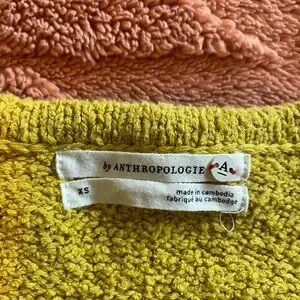 by ANTHROPOLOGIE A
XS
made in cambodia
fabriqué au cambodge